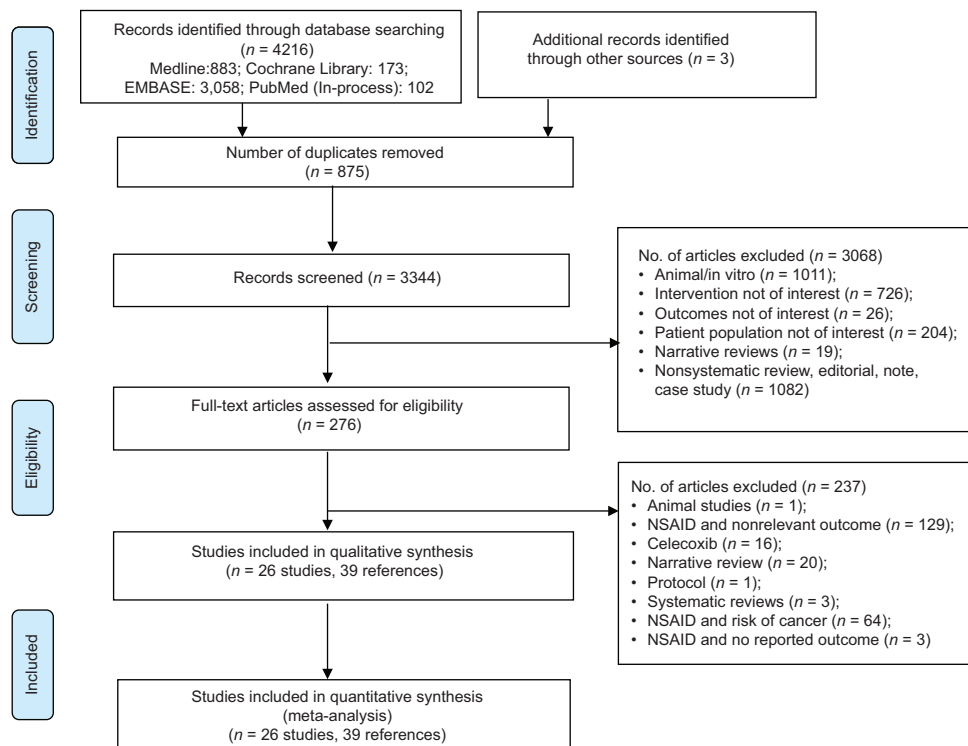 Identification
Records identified through database searching
(n = 4216)
Medline:883; Cochrane Library: 173;
EMBASE: 3,058; PubMed (In-process): 102
Additional records identified
through other sources (n = 3)
Number of duplicates removed
(n = 875)
Screening
Records screened (n = 3344)
No. of articles excluded (n = 3068)
• Animal/in vitro (n = 1011);
• Intervention not of interest (n = 726);
• Outcomes not of interest (n = 26);
• Patient population not of interest (n = 204);
• Narrative reviews (n = 19);
• Nonsystematic review, editorial, note,
case study (n = 1082)
Eligibility
Full-text articles assessed for eligibility
(n = 276)
No. of articles excluded (n = 237)
• Animal studies (n = 1);
• NSAID and nonrelevant outcome (n = 129);
• Celecoxib (n = 16);
• Narrative review (n = 20);
• Protocol (n = 1);
• Systematic reviews (n = 3);
• NSAID and risk of cancer (n = 64);
• NSAID and no reported outcome (n = 3)
Studies included in qualitative synthesis
(n = 26 studies, 39 references)
Included
Studies included in quantitative synthesis
(meta-analysis)
(n = 26 studies, 39 references)